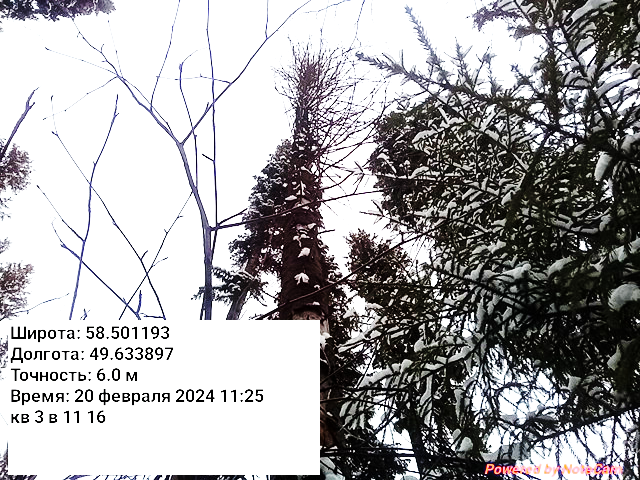 Широта: 58.501193
Долгота: 49.633897
Точность: 6.0 м
Время: 20 февраля 2024 11:25
кв 3 в 11 16
Powered by NoteCam